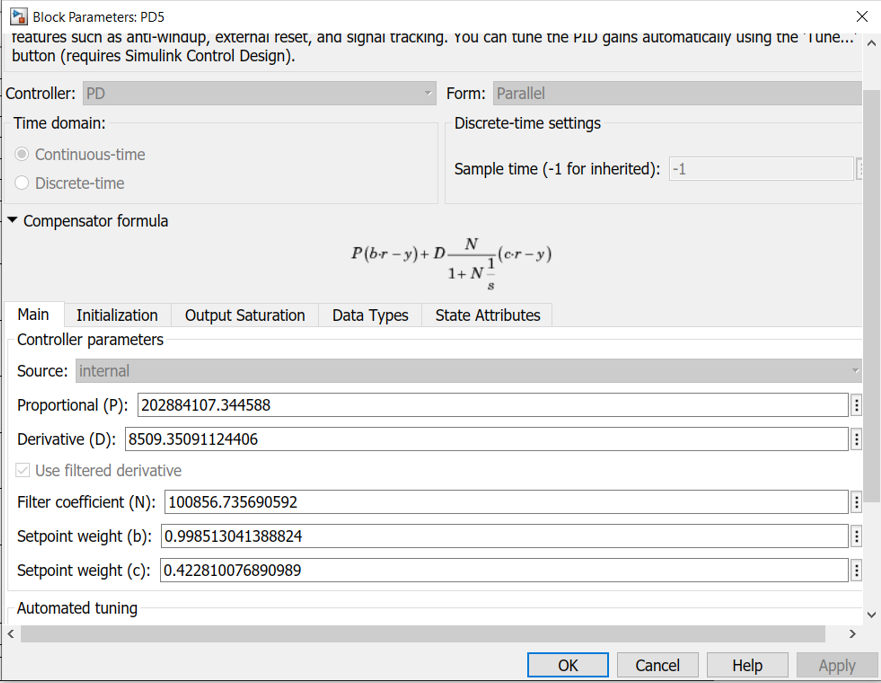 Block Parameters: PD5
features such as anti-windup, external reset, and signal tracking. You can tune the PID gains automatically using the 'Tune...'
button (requires Simulink Control Design).
Controller: PD Form: Parallel
Time domain: Discrete-time settings
Continuous-time
Sample time (-1 for inherited): -1
Discrete-time
Compensator formula
P(b·r − y) + D N / (1 + N 1/s) (c·r − y)
Main Initialization Output Saturation Data Types State Attributes
Controller parameters
Source: internal
Proportional (P): 202884107.344588
Derivative (D): 8509.35091124406
Use filtered derivative
Filter coefficient (N): 100856.735690592
Setpoint weight (b): 0.998513041388824
Setpoint weight (c): 0.422810076890989
Automated tuning
OK Cancel Help Apply